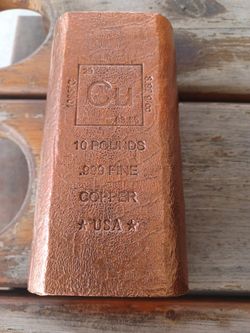 Cu
10 POUNDS
.999 FINE
COPPER
★ USA ★